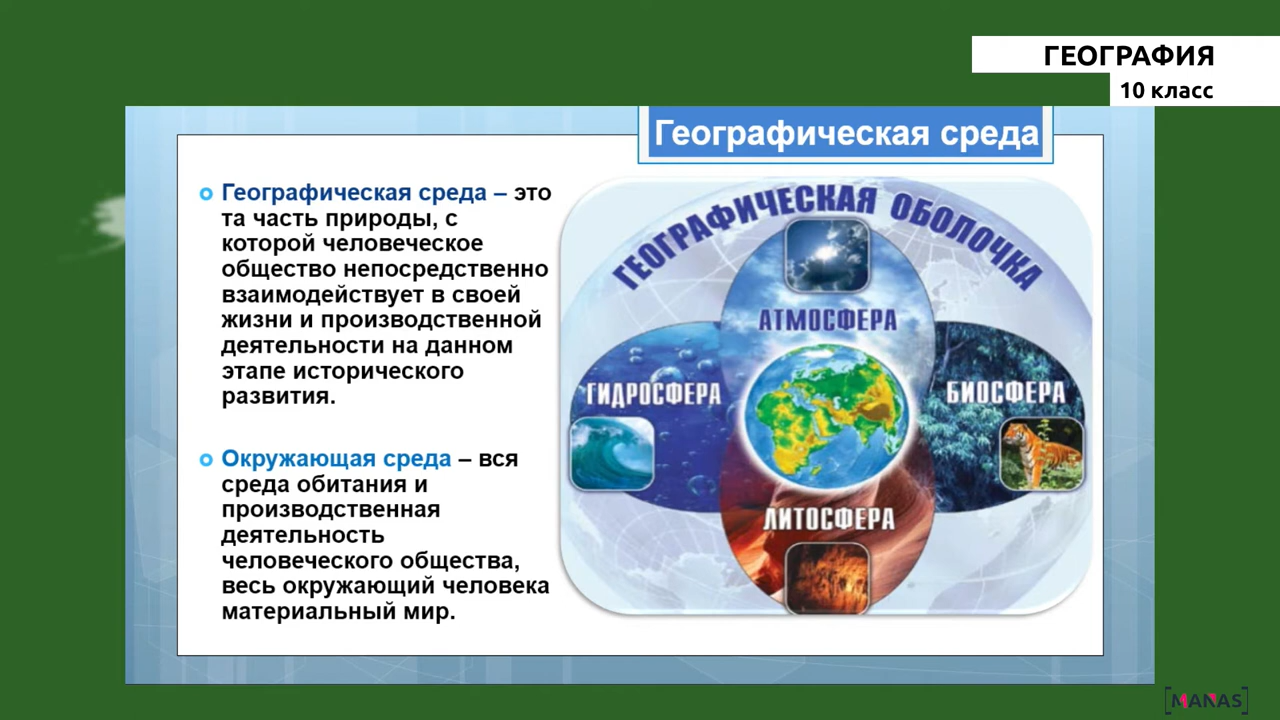 ГЕОГРАФИЯ
10 класс
Географическая среда
Географическая среда – это
та часть природы, с
которой человеческое
общество непосредственно
взаимодействует в своей
жизни и производственной
деятельности на данном
этапе исторического
развития.
Окружающая среда – вся
среда обитания и
производственная
деятельность
человеческого общества,
весь окружающий человека
материальный мир.
ГЕОГРАФИЧЕСКАЯ ОБОЛОЧКА
АТМОСФЕРА
ГИДРОСФЕРА
БИОСФЕРА
ЛИТОСФЕРА
[MANAS]